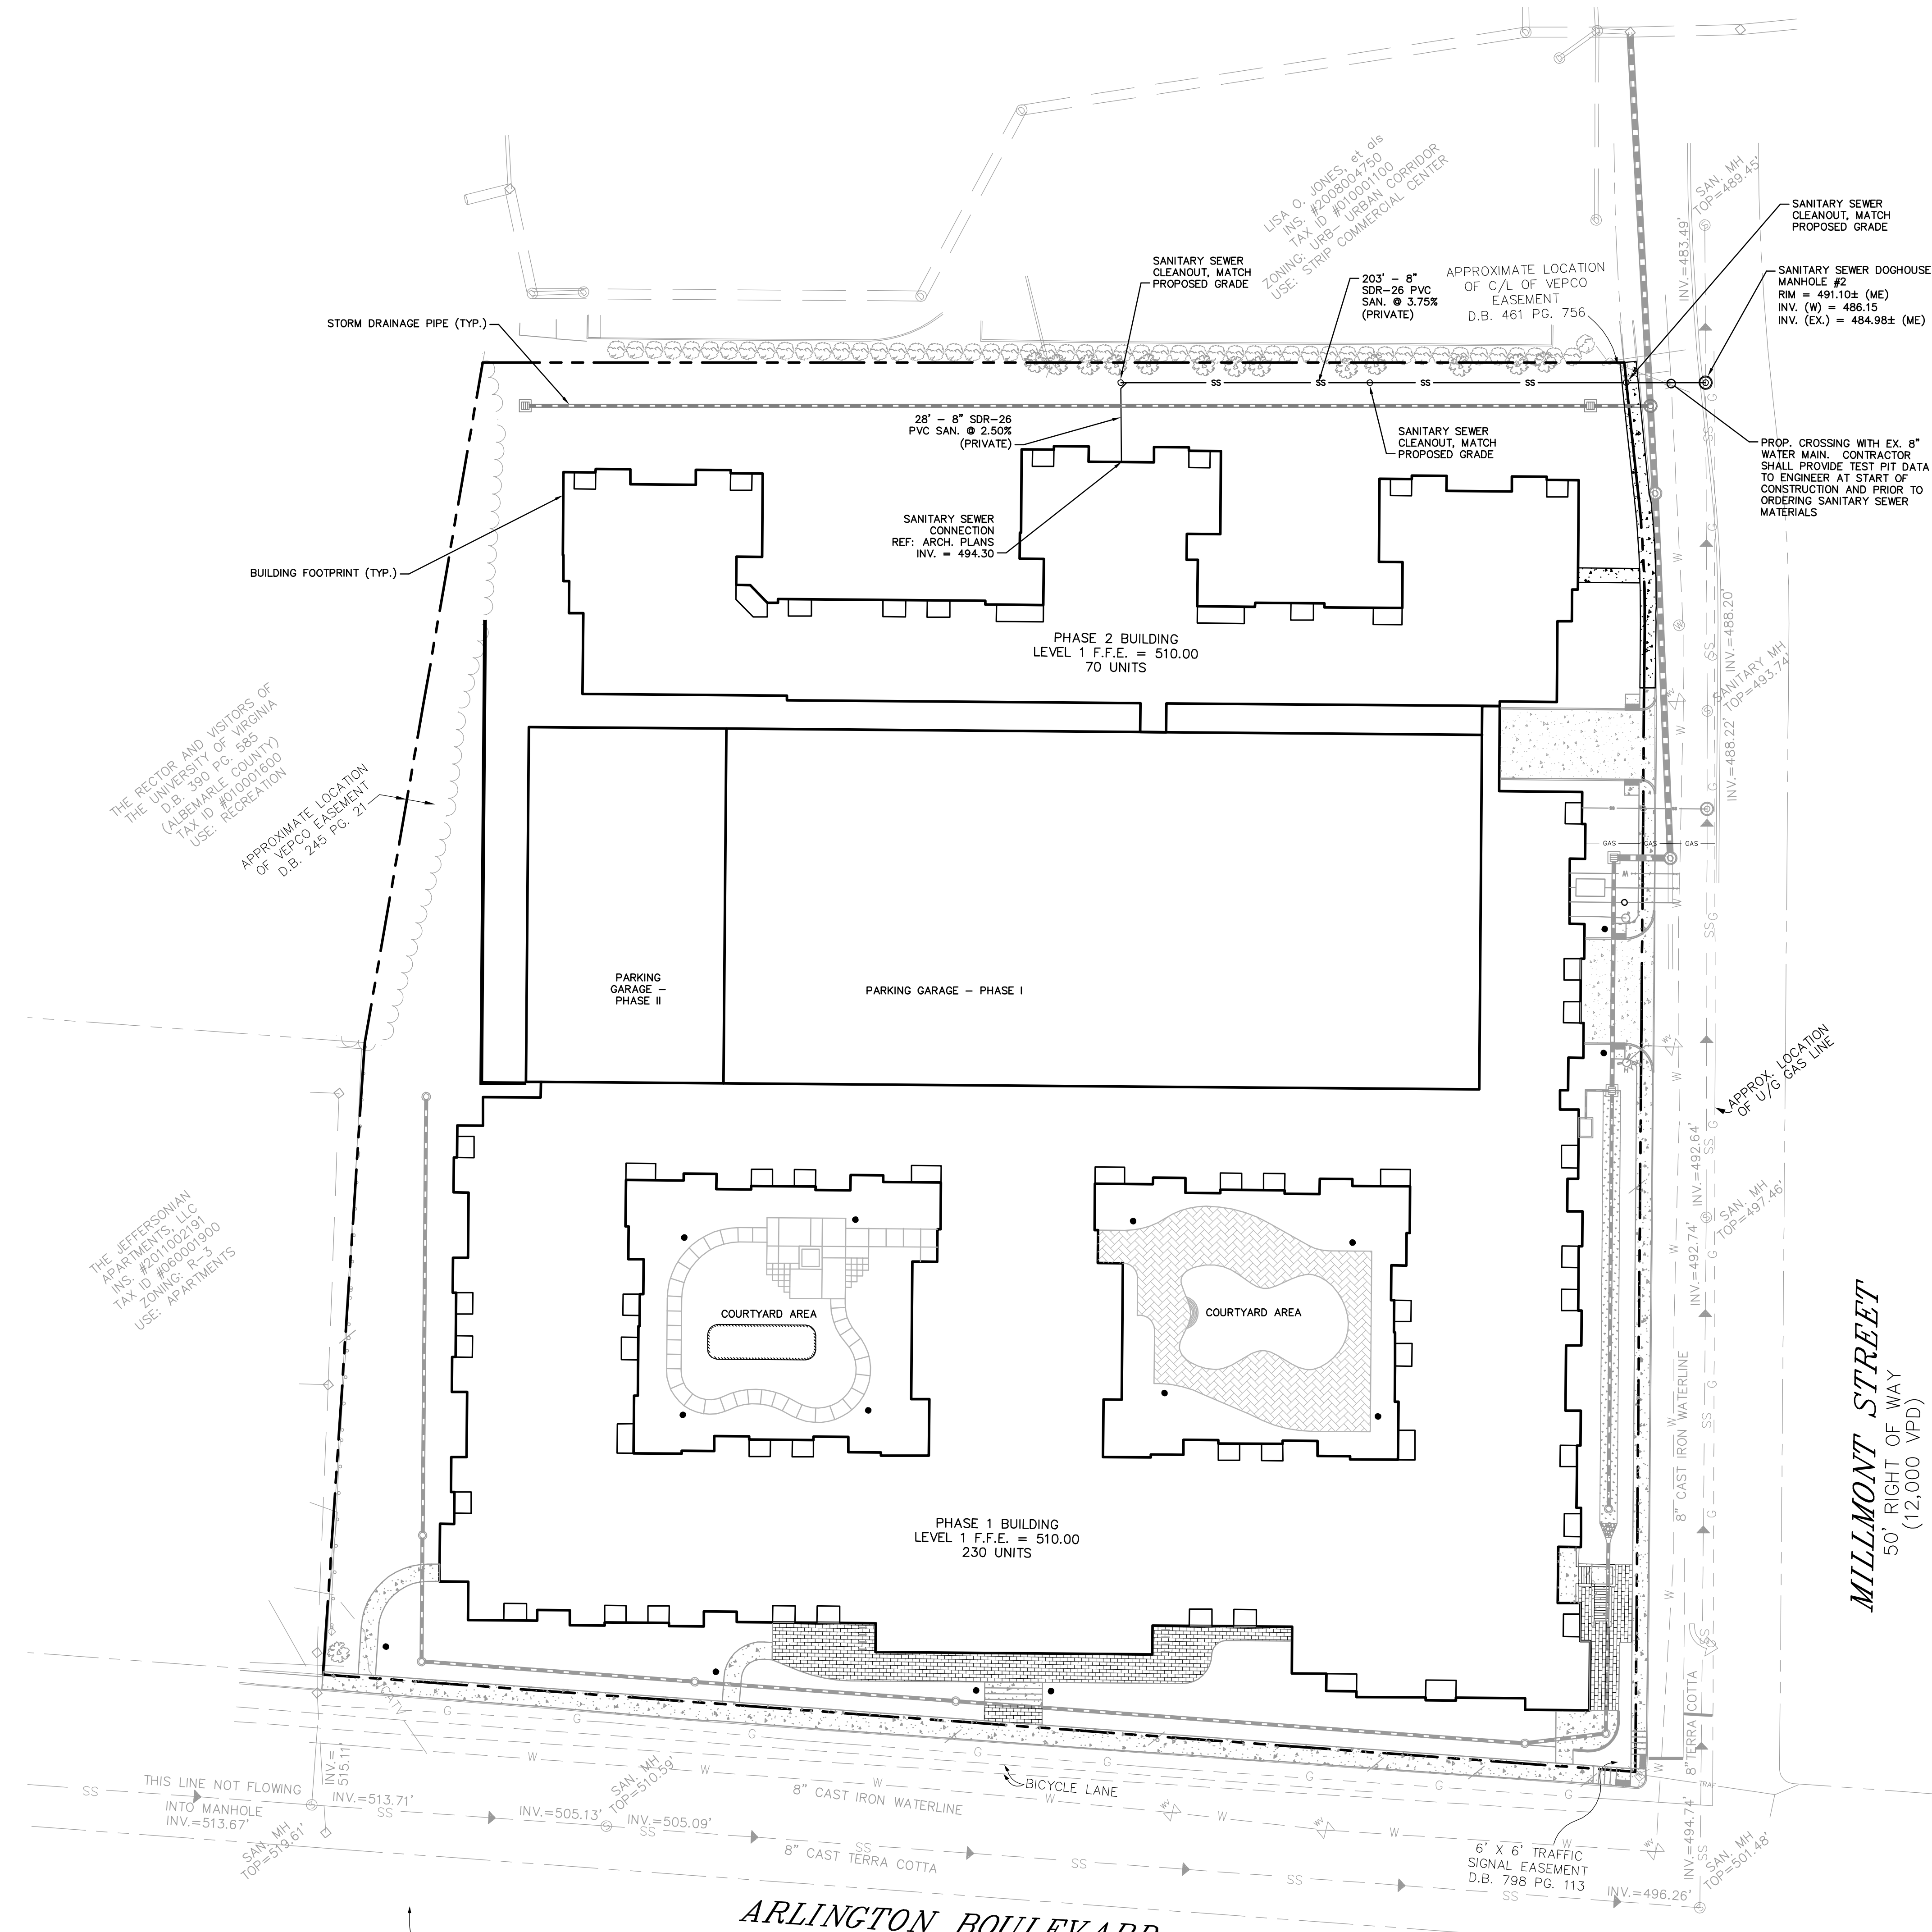 LISA O. JONES, et als
INS. #2008004750
TAX ID #010001100
ZONING: URB- URBAN CORRIDOR
USE: STRIP COMMERCIAL CENTER
SAN. MH
TOP=489.45'
INV.=483.49'
SANITARY SEWER
CLEANOUT, MATCH
PROPOSED GRADE
SANITARY SEWER
CLEANOUT, MATCH
PROPOSED GRADE
203' - 8"
SDR-26 PVC
SAN. @ 3.75%
(PRIVATE)
APPROXIMATE LOCATION
OF C/L OF VEPCO
EASEMENT
D.B. 461 PG. 756
SANITARY SEWER DOGHOUSE
MANHOLE #2
RIM = 491.10± (ME)
INV. (W) = 486.15
INV. (EX.) = 484.98± (ME)
STORM DRAINAGE PIPE (TYP.)
SS SS SS SS
28' - 8" SDR-26
PVC SAN. @ 2.50%
(PRIVATE)
SANITARY SEWER
CLEANOUT, MATCH
PROPOSED GRADE
PROP. CROSSING WITH EX. 8"
WATER MAIN. CONTRACTOR
SHALL PROVIDE TEST PIT DATA
TO ENGINEER AT START OF
CONSTRUCTION AND PRIOR TO
ORDERING SANITARY SEWER
MATERIALS
SANITARY SEWER
CONNECTION
REF: ARCH. PLANS
INV. = 494.30
BUILDING FOOTPRINT (TYP.)
PHASE 2 BUILDING
LEVEL 1 F.F.E. = 510.00
70 UNITS
INV.=488.20'
SANITARY MH
TOP=493.74'
INV.=488.22'
THE RECTOR AND VISITORS OF
THE UNIVERSITY OF VIRGINIA
D.B. 390 PG. 585
(ALBEMARLE COUNTY)
TAX ID #010001600
USE: RECREATION
APPROXIMATE LOCATION
OF VEPCO EASEMENT
D.B. 245 PG. 21
GAS GAS GAS
PARKING
GARAGE -
PHASE II
PARKING GARAGE - PHASE I
APPROX. LOCATION
OF U/G GAS LINE
INV.=492.64'
SAN. MH
TOP=497.46'
INV.=492.74'
THE JEFFERSONIAN
APARTMENTS, LLC
INS. #2011002191
TAX ID #060001900
ZONING: R-3
USE: APARTMENTS
COURTYARD AREA
COURTYARD AREA
8" CAST IRON WATERLINE
MILLMONT STREET
50' RIGHT OF WAY
(12,000 VPD)
PHASE 1 BUILDING
LEVEL 1 F.F.E. = 510.00
230 UNITS
8"TERRA COTTA
CATV
TRAF
INV.=
515.11'
THIS LINE NOT FLOWING
INTO MANHOLE
INV.=513.67'
INV.=513.71'
SAN. MH
TOP=519.61'
INV.=505.13'
SAN. MH
TOP=510.59'
INV.=505.09'
BICYCLE LANE
8" CAST IRON WATERLINE
8" CAST TERRA COTTA
6' X 6' TRAFFIC
SIGNAL EASEMENT
D.B. 798 PG. 113
INV.=494.74'
SAN. MH
TOP=501.48'
INV.=496.26'
ARLINGTON BOULEVARD